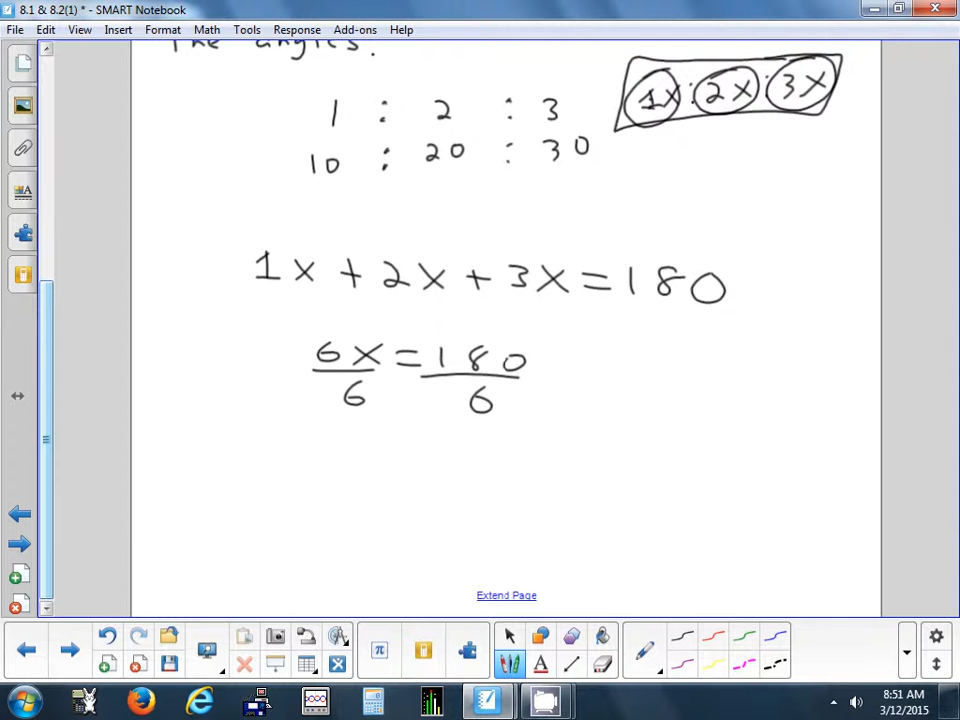 8.1 & 8.2(1) * - SMART Notebook
File Edit View Insert Format Math Tools Response Add-ons Help
The angles.
1x : 2x : 3x
1 : 2 : 3
10 : 20 : 30
1x + 2x + 3x = 180
6x = 180
6 6
Extend Page
8:51 AM
3/12/2015